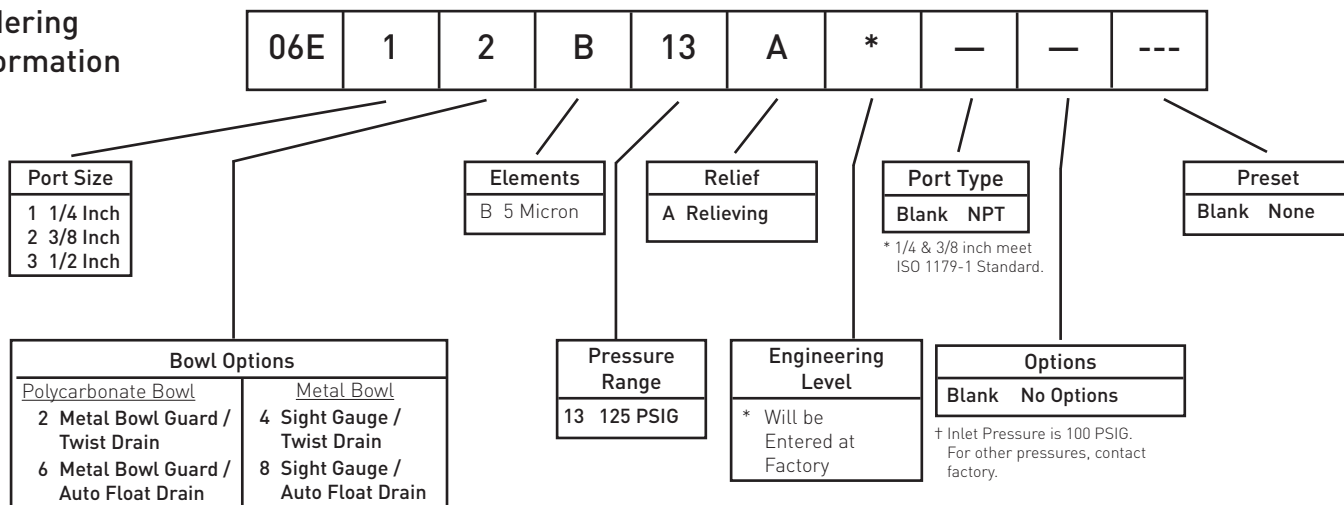 06E 1 2 B 13 A * — — ---
Port Size
1 1/4 Inch
2 3/8 Inch
3 1/2 Inch
Elements
B 5 Micron
Relief
A Relieving
Port Type
Blank NPT
* 1/4 & 3/8 inch meet
ISO 1179-1 Standard.
Preset
Blank None
Bowl Options
Polycarbonate Bowl
2 Metal Bowl Guard /
Twist Drain
6 Metal Bowl Guard /
Auto Float Drain
Metal Bowl
4 Sight Gauge /
Twist Drain
8 Sight Gauge /
Auto Float Drain
Pressure
Range
13 125 PSIG
Engineering
Level
* Will be
Entered at
Factory
Options
Blank No Options
† Inlet Pressure is 100 PSIG.
For other pressures, contact
factory.